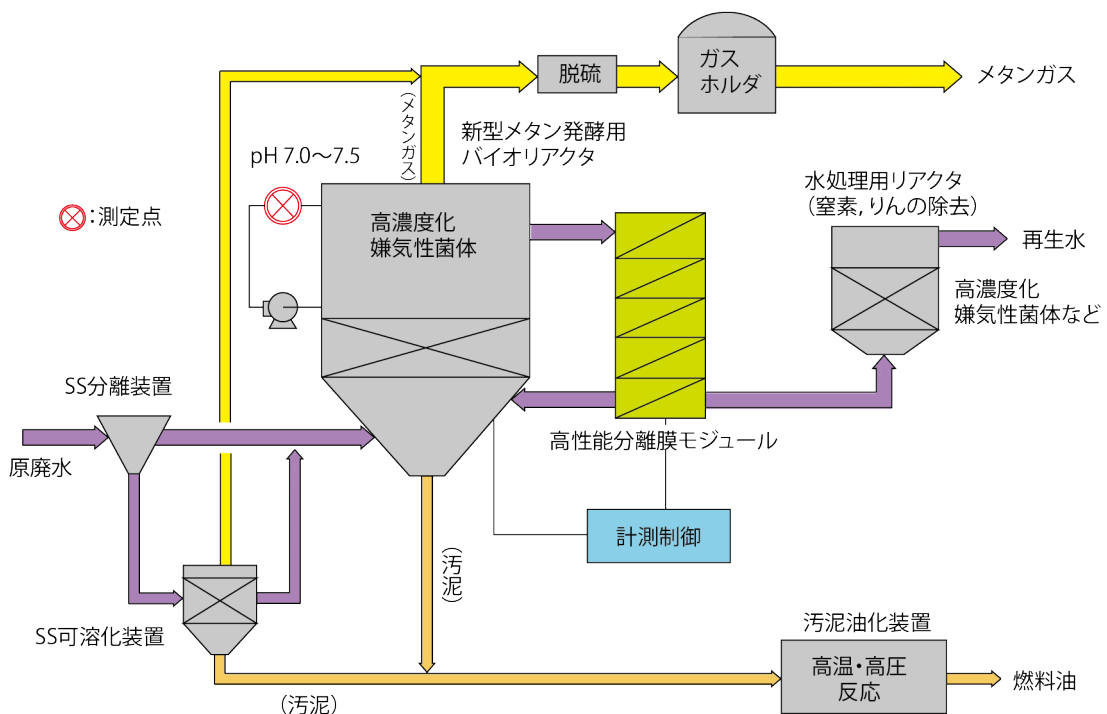 脱硫
ガス
ホルダ
メタンガス
(メタンガス)
新型メタン発酵用
バイオリアクタ
pH 7.0～7.5
：測定点
高濃度化
嫌気性菌体
水処理用リアクタ
（窒素，りんの除去）
再生水
高濃度化
嫌気性菌体など
SS分離装置
原廃水
高性能分離膜モジュール
計測制御
(汚泥)
SS可溶化装置
(汚泥)
汚泥油化装置
高温・高圧
反応
燃料油